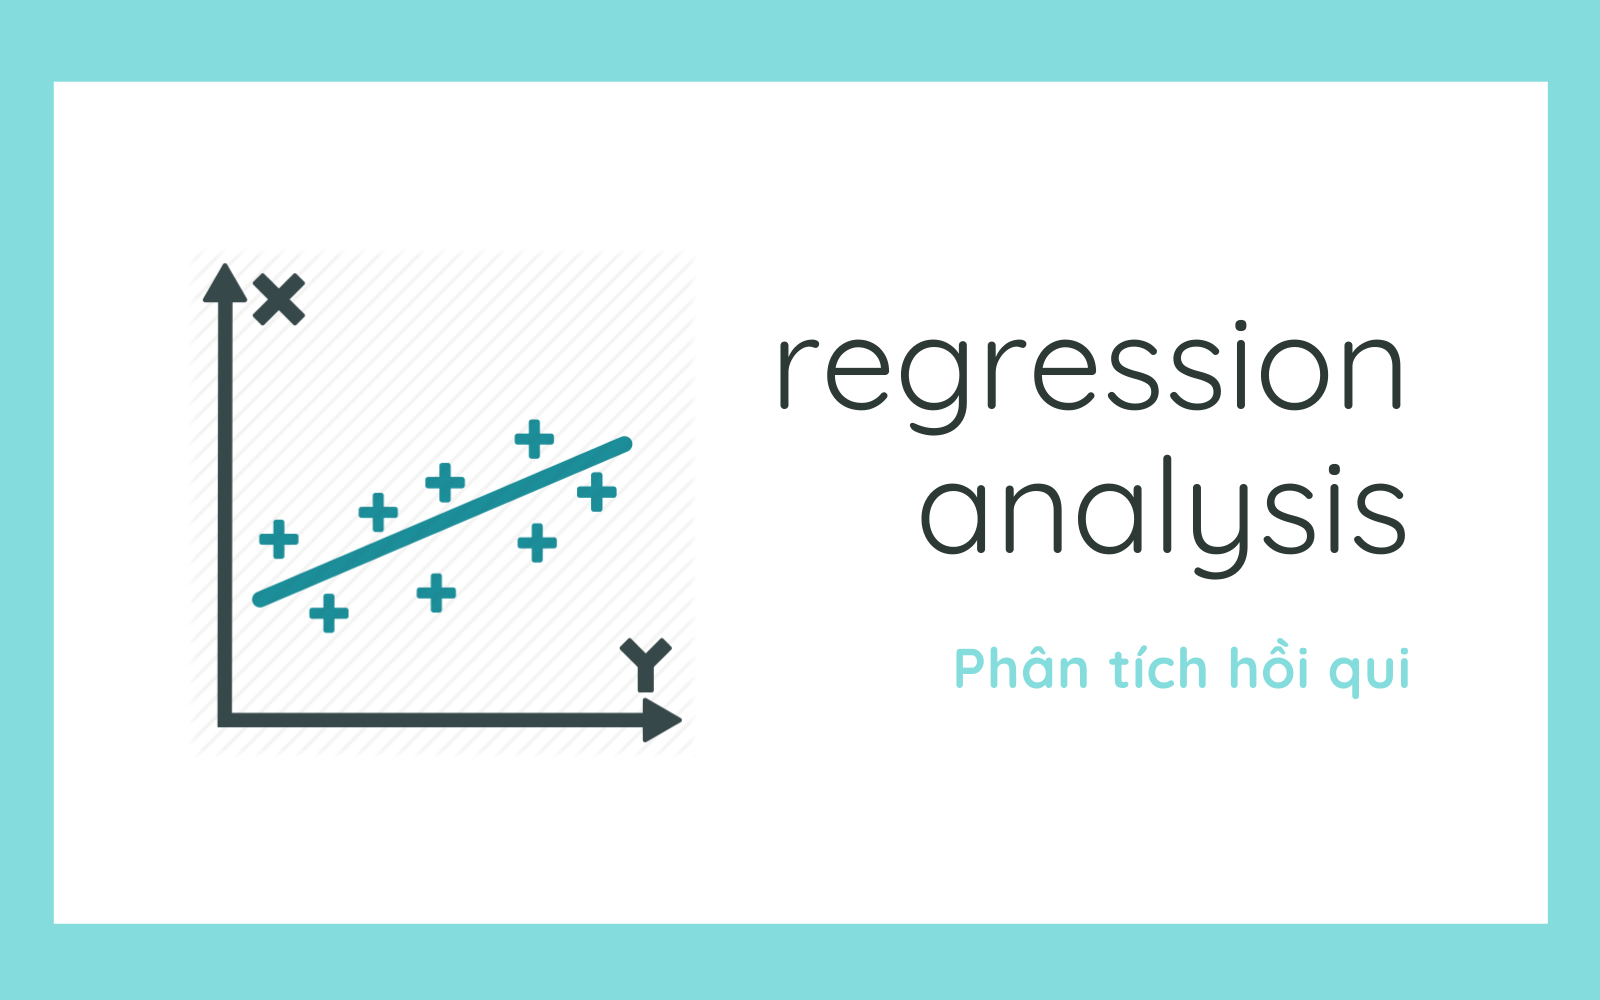 X
regression
analysis
Phân tích hồi qui
Y